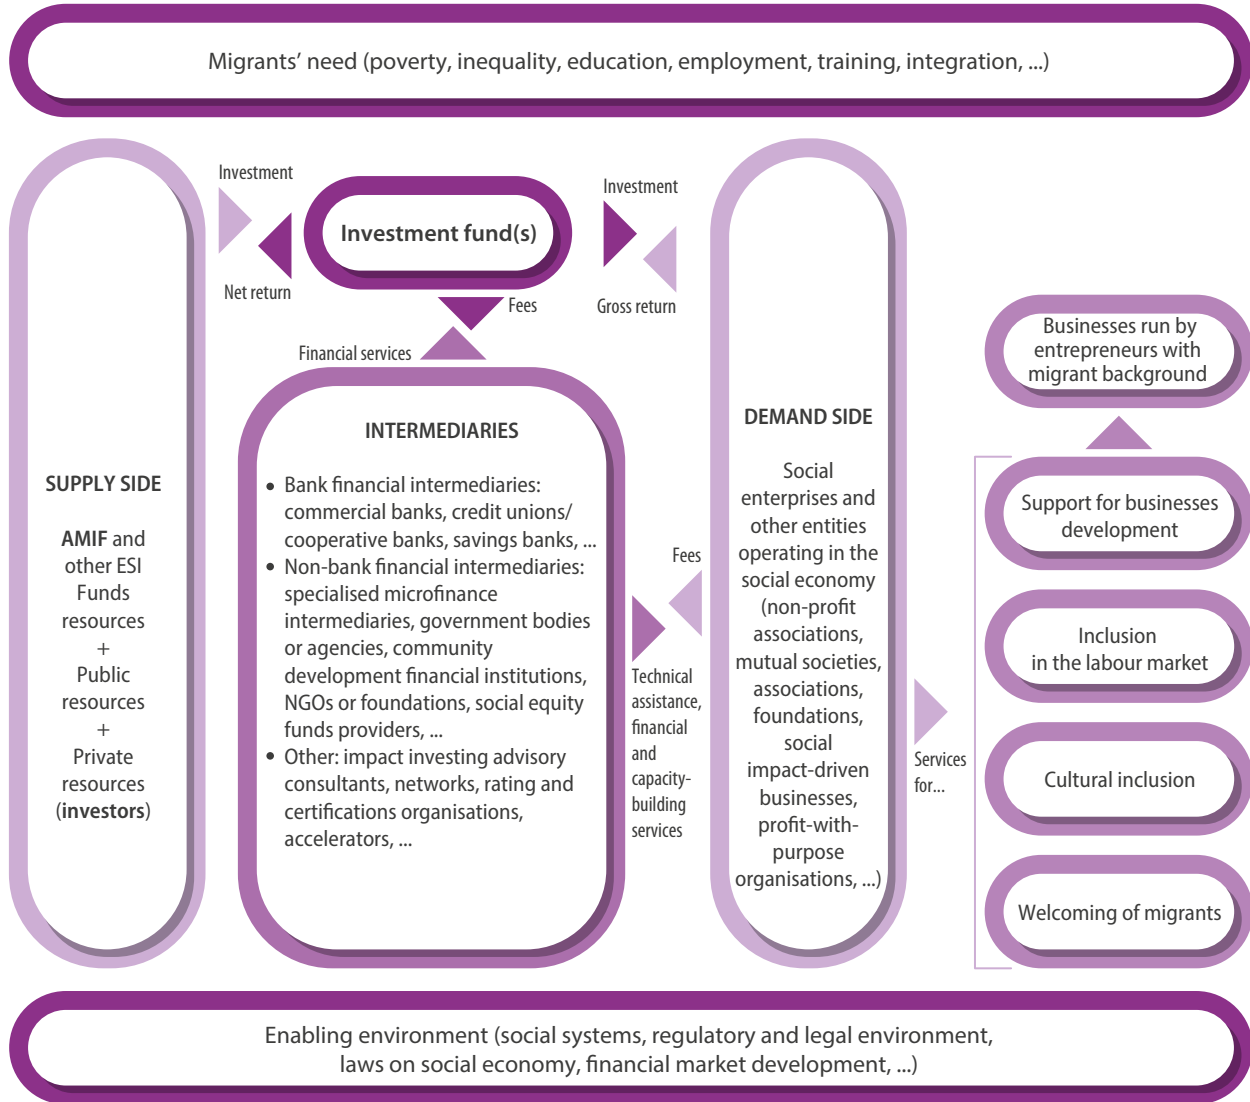 Migrants’ need (poverty, inequality, education, employment, training, integration, ...)
SUPPLY SIDE
AMIF and
other ESI
Funds
resources
+
Public
resources
+
Private
resources
(investors)
Investment
Net return
Investment fund(s)
Investment
Gross return
Fees
Financial services
INTERMEDIARIES
• Bank financial intermediaries:
commercial banks, credit unions/
cooperative banks, savings banks, ...
• Non-bank financial intermediaries:
specialised microfinance
intermediaries, government bodies
or agencies, community
development financial institutions,
NGOs or foundations, social equity
funds providers, ...
• Other: impact investing advisory
consultants, networks, rating and
certifications organisations,
accelerators, ...
Fees
Technical
assistance,
financial
and
capacity-
building
services
DEMAND SIDE
Social
enterprises and
other entities
operating in the
social economy
(non-profit
associations,
mutual societies,
associations,
foundations,
social
impact-driven
businesses,
profit-with-
purpose
organisations, ...)
Services
for...
Businesses run by
entrepreneurs with
migrant background
Support for businesses
development
Inclusion
in the labour market
Cultural inclusion
Welcoming of migrants
Enabling environment (social systems, regulatory and legal environment,
laws on social economy, financial market development, ...)